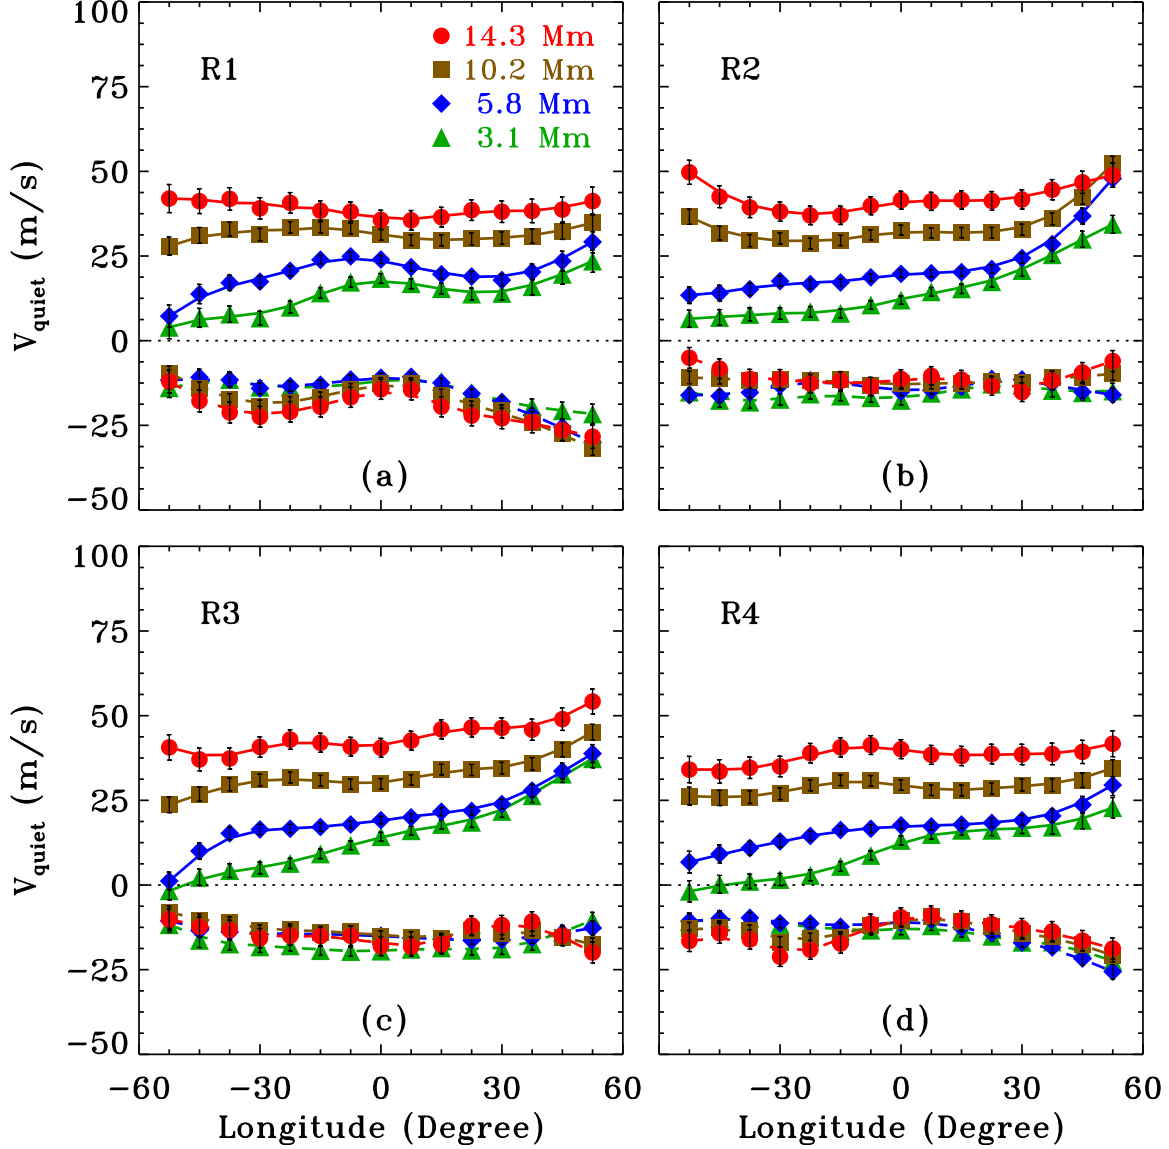 100
75
50
25
0
−25
−50
V_quiet (m/s)
R1
14.3 Mm
10.2 Mm
5.8 Mm
3.1 Mm
(a)
R2
(b)
100
75
50
25
0
−25
−50
V_quiet (m/s)
R3
(c)
R4
(d)
−60 −30 0 30 60
−30 0 30 60
Longitude (Degree)
Longitude (Degree)